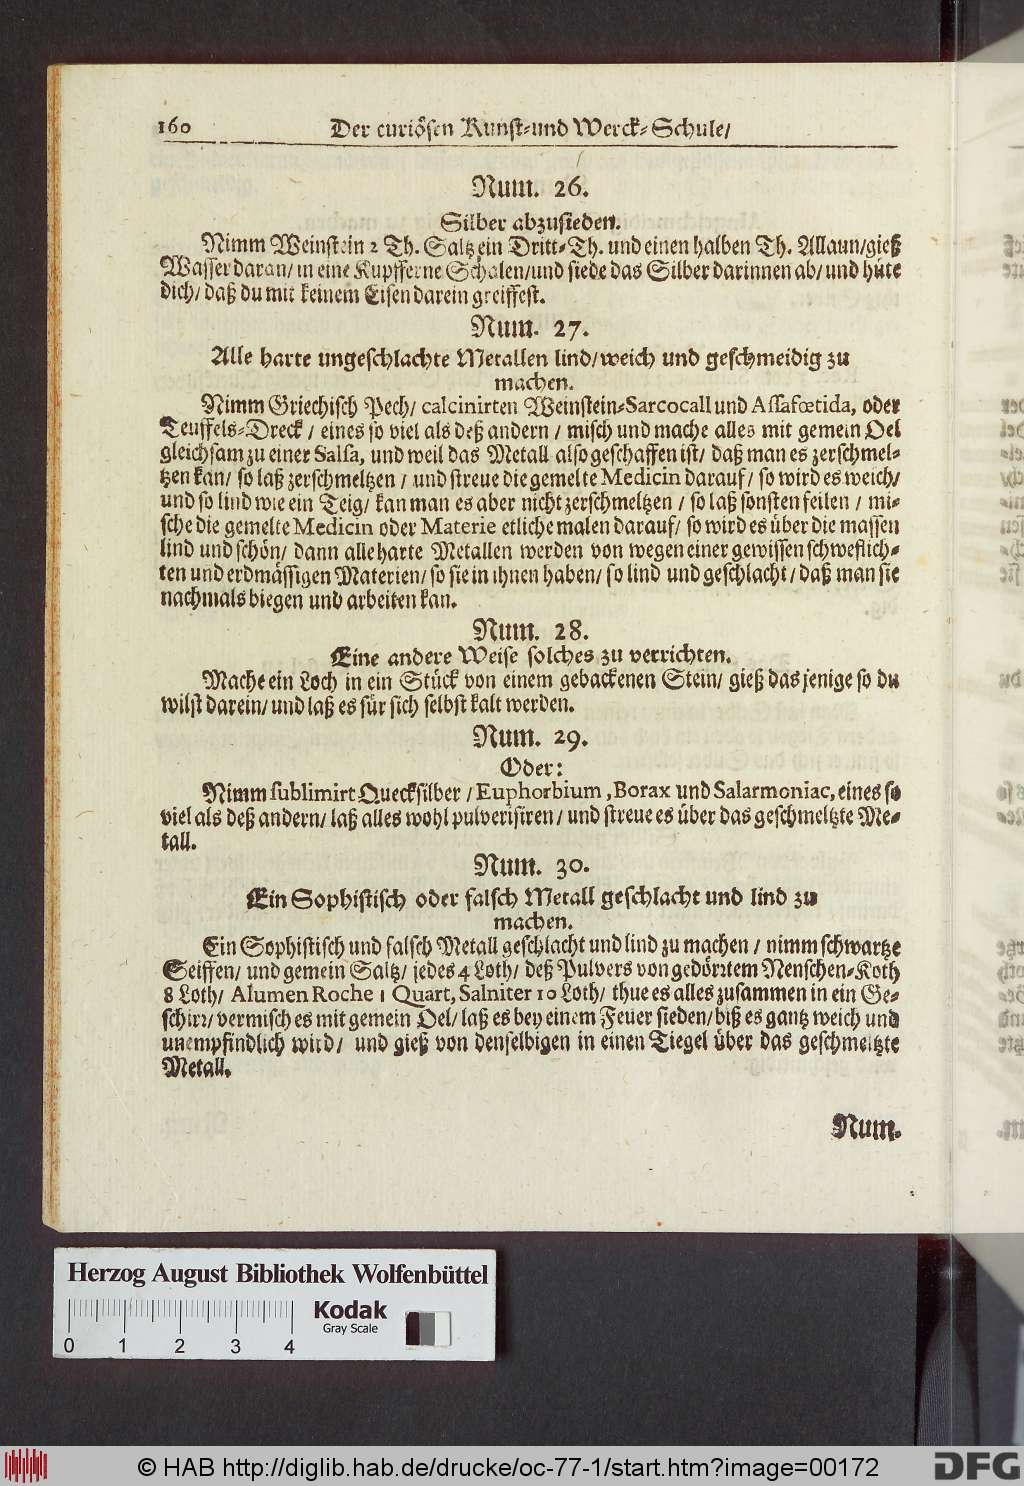 160 Der curiösen Kunst-und Werck-Schule/
Num. 26.
Silber abzusieden.
Nimm Weinstein 2 Th. Saltz ein Dritt-Th. und einen halben Th. Allaun/gieß
Wasser daran/ in eine Kupfferne Schalen/und siede das Silber darinnen ab/ und hüte
dich/ daß du mit keinem Eisen darein greiffest.
Num. 27.
Alle harte ungeschlachte Metallen lind/weich und geschmeidig zu
machen.
Nimm Griechisch Pech/ calcinirten Weinstein-Sarcocall und Assafœtida, oder
Teuffels-Dreck / eines so viel als deß andern / misch und mache alles mit gemein Oel
gleichsam zu einer Salsa, und weil das Metall also geschaffen ist/ daß man es zerschmel-
tzen kan/ so laß zerschmeltzen / und streue die gemelte Medicin darauf / so wird es weich/
und so lind wie ein Teig/ kan man es aber nicht zerschmeltzen / so laß sonsten feilen / mi-
sche die gemelte Medicin oder Materie etliche malen darauf/ so wird es über die massen
lind und schön/ dann alle harte Metallen werden von wegen einer gewissen schweflich-
ten und erdmässigen Materien/ so sie in ihnen haben/ so lind und geschlacht/ daß man sie
nachmals biegen und arbeiten kan.
Num. 28.
Eine andere Weise solches zu verrichten.
Mache ein Loch in ein Stück von einem gebackenen Stein/ gieß das jenige so du
wilst darein/ und laß es für sich selbst kalt werden.
Num. 29.
Oder:
Nimm sublimirt Quecksilber / Euphorbium, Borax und Salarmoniac, eines so
viel als deß andern/ laß alles wohl pulverisiren/ und streue es über das geschmeltzte Me-
tall.
Num. 30.
Ein Sophistisch oder falsch Metall geschlacht und lind zu
machen.
Ein Sophistisch und falsch Metall geschlacht und lind zu machen / nimm schwartze
Seiffen/ und gemein Saltz/ jedes 4 Loth/ deß Pulvers von gedörrtem Menschen-Koth
8 Loth/ Alumen Roche 1 Quart, Salniter 10 Loth/ thue es alles zusammen in ein Ge-
schirr/ vermisch es mit gemein Oel/ laß es bey einem Feuer sieden/ biß es gantz weich und
unempfindlich wird/ und gieß von denselbigen in einen Tiegel über das geschmeltzte
Metall.
Num.
Herzog August Bibliothek Wolfenbüttel
Kodak
Gray Scale
0 1 2 3 4
© HAB http://diglib.hab.de/drucke/oc-77-1/start.htm?image=00172
DFG